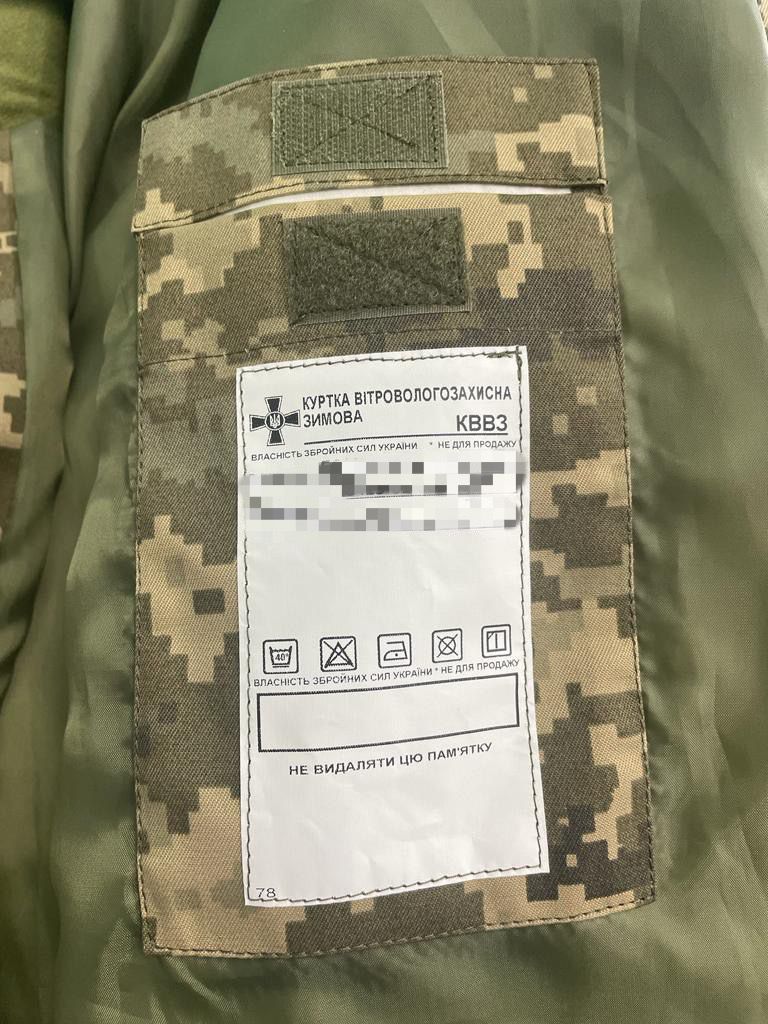 КУРТКА ВІТРОВОЛОГОЗАХИСНА
ЗИМОВА
КВВЗ
ВЛАСНІСТЬ ЗБРОЙНИХ СИЛ УКРАЇНИ * НЕ ДЛЯ ПРОДАЖУ
40°
ВЛАСНІСТЬ ЗБРОЙНИХ СИЛ УКРАЇНИ * НЕ ДЛЯ ПРОДАЖУ
НЕ ВИДАЛЯТИ ЦЮ ПАМ'ЯТКУ
78